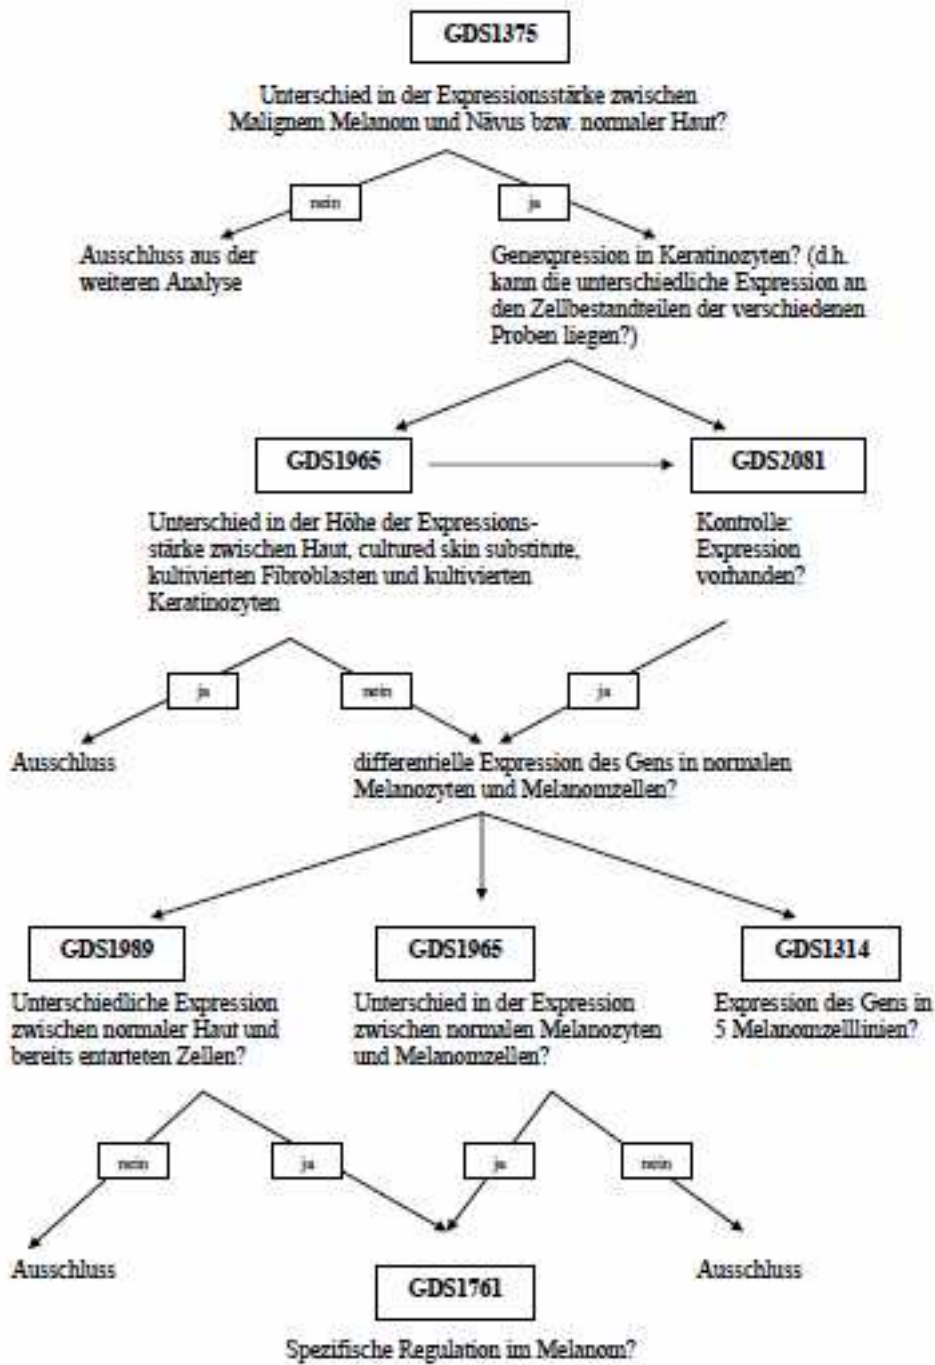 GDS1375
Unterschied in der Expressionsstärke zwischen
Malignem Melanom und Nävus bzw. normaler Haut?
nein
ja
Ausschluss aus der
weiteren Analyse
Genexpression in Keratinozyten? (d.h.
kann die unterschiedliche Expression an
den Zellbestandteilen der verschiedenen
Proben liegen?)
GDS1965
GDS2081
Unterschied in der Höhe der Expressions-
stärke zwischen Haut, cultured skin substitute,
kultivierten Fibroblasten und kultivierten
Keratinozyten
Kontrolle:
Expression
vorhanden?
ja
nein
ja
Ausschluss
differentielle Expression des Gens in normalen
Melanozyten und Melanomzellen?
GDS1989
GDS1965
GDS1314
Unterschiedliche Expression
zwischen normaler Haut und
bereits entarteten Zellen?
Unterschied in der Expression
zwischen normalen Melanozyten
und Melanomzellen?
Expression des Gens in
5 Melanomzelllinien?
nein
ja
ja
nein
Ausschluss
Ausschluss
GDS1761
Spezifische Regulation im Melanom?